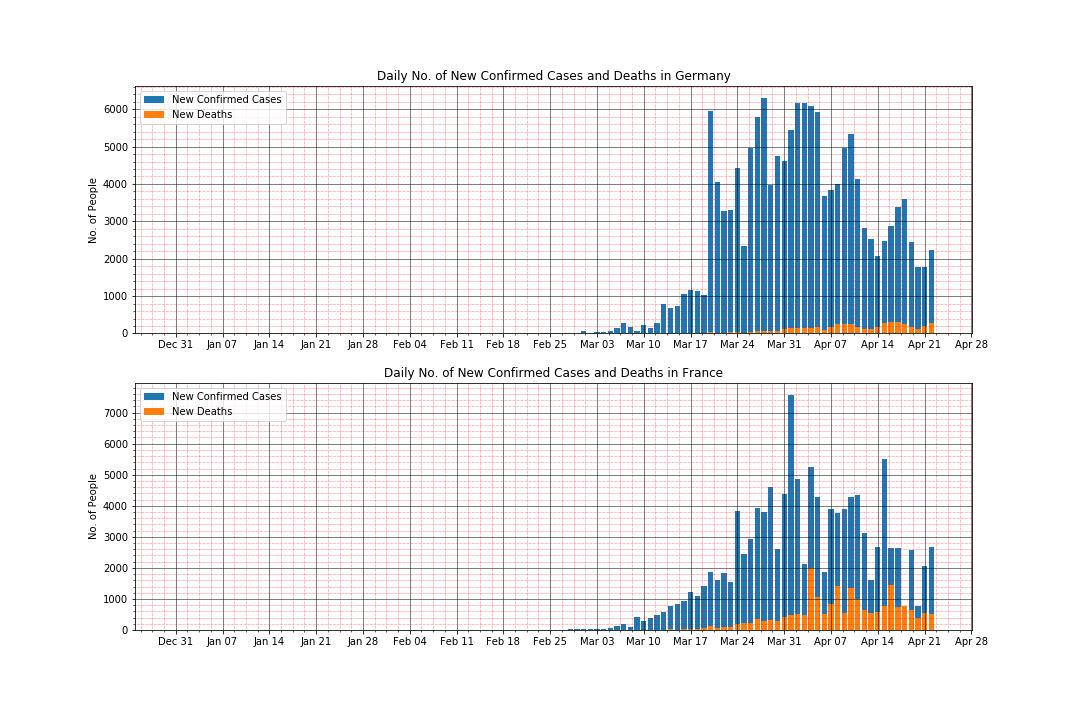 Daily No. of New Confirmed Cases and Deaths in Germany
New Confirmed Cases
New Deaths
No. of People
6000
5000
4000
3000
2000
1000
0
Dec 31 Jan 07 Jan 14 Jan 21 Jan 28 Feb 04 Feb 11 Feb 18 Feb 25 Mar 03 Mar 10 Mar 17 Mar 24 Mar 31 Apr 07 Apr 14 Apr 21 Apr 28
Daily No. of New Confirmed Cases and Deaths in France
New Confirmed Cases
New Deaths
No. of People
7000
6000
5000
4000
3000
2000
1000
0
Dec 31 Jan 07 Jan 14 Jan 21 Jan 28 Feb 04 Feb 11 Feb 18 Feb 25 Mar 03 Mar 10 Mar 17 Mar 24 Mar 31 Apr 07 Apr 14 Apr 21 Apr 28